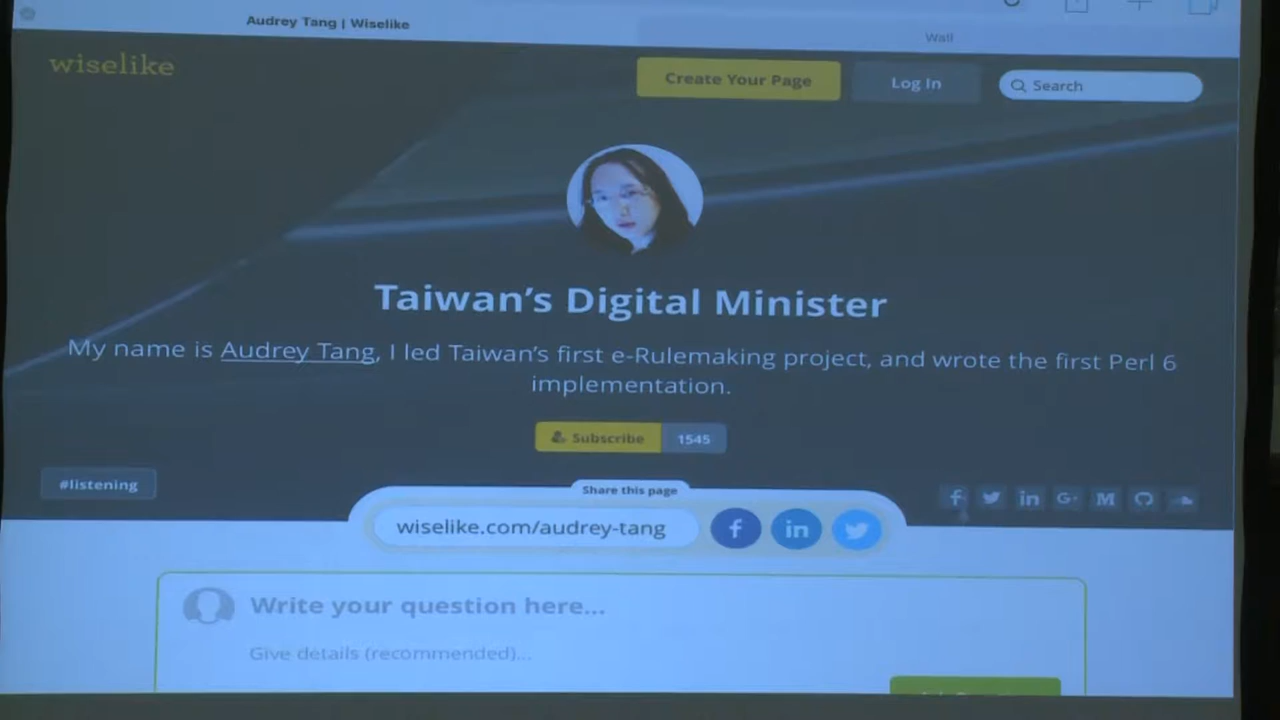 Audrey Tang | Wiselike
Wall
wiselike
Create Your Page
Log In
Search
Taiwan's Digital Minister
My name is Audrey Tang, I led Taiwan's first e-Rulemaking project, and wrote the first Perl 6
implementation.
Subscribe
1545
#listening
Share this page
wiselike.com/audrey-tang
Write your question here...
Give details (recommended)...